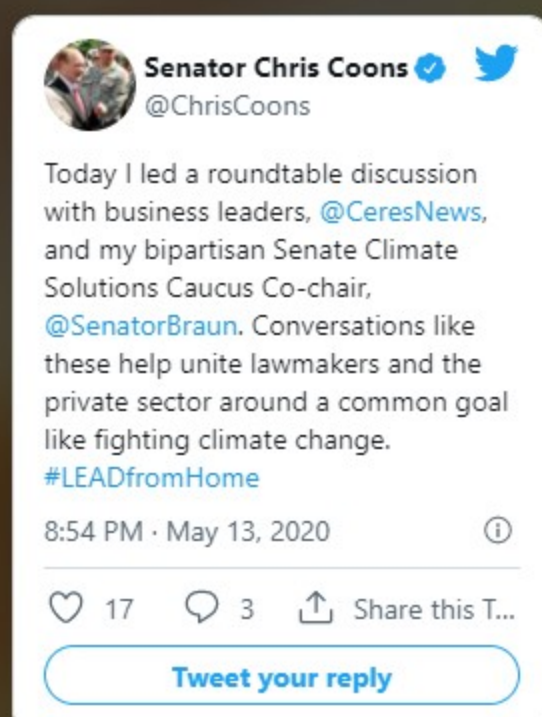 Senator Chris Coons
@ChrisCoons
Today I led a roundtable discussion
with business leaders, @CeresNews,
and my bipartisan Senate Climate
Solutions Caucus Co-chair,
@SenatorBraun. Conversations like
these help unite lawmakers and the
private sector around a common goal
like fighting climate change.
#LEADfromHome
8:54 PM · May 13, 2020
17 3 Share this T...
Tweet your reply